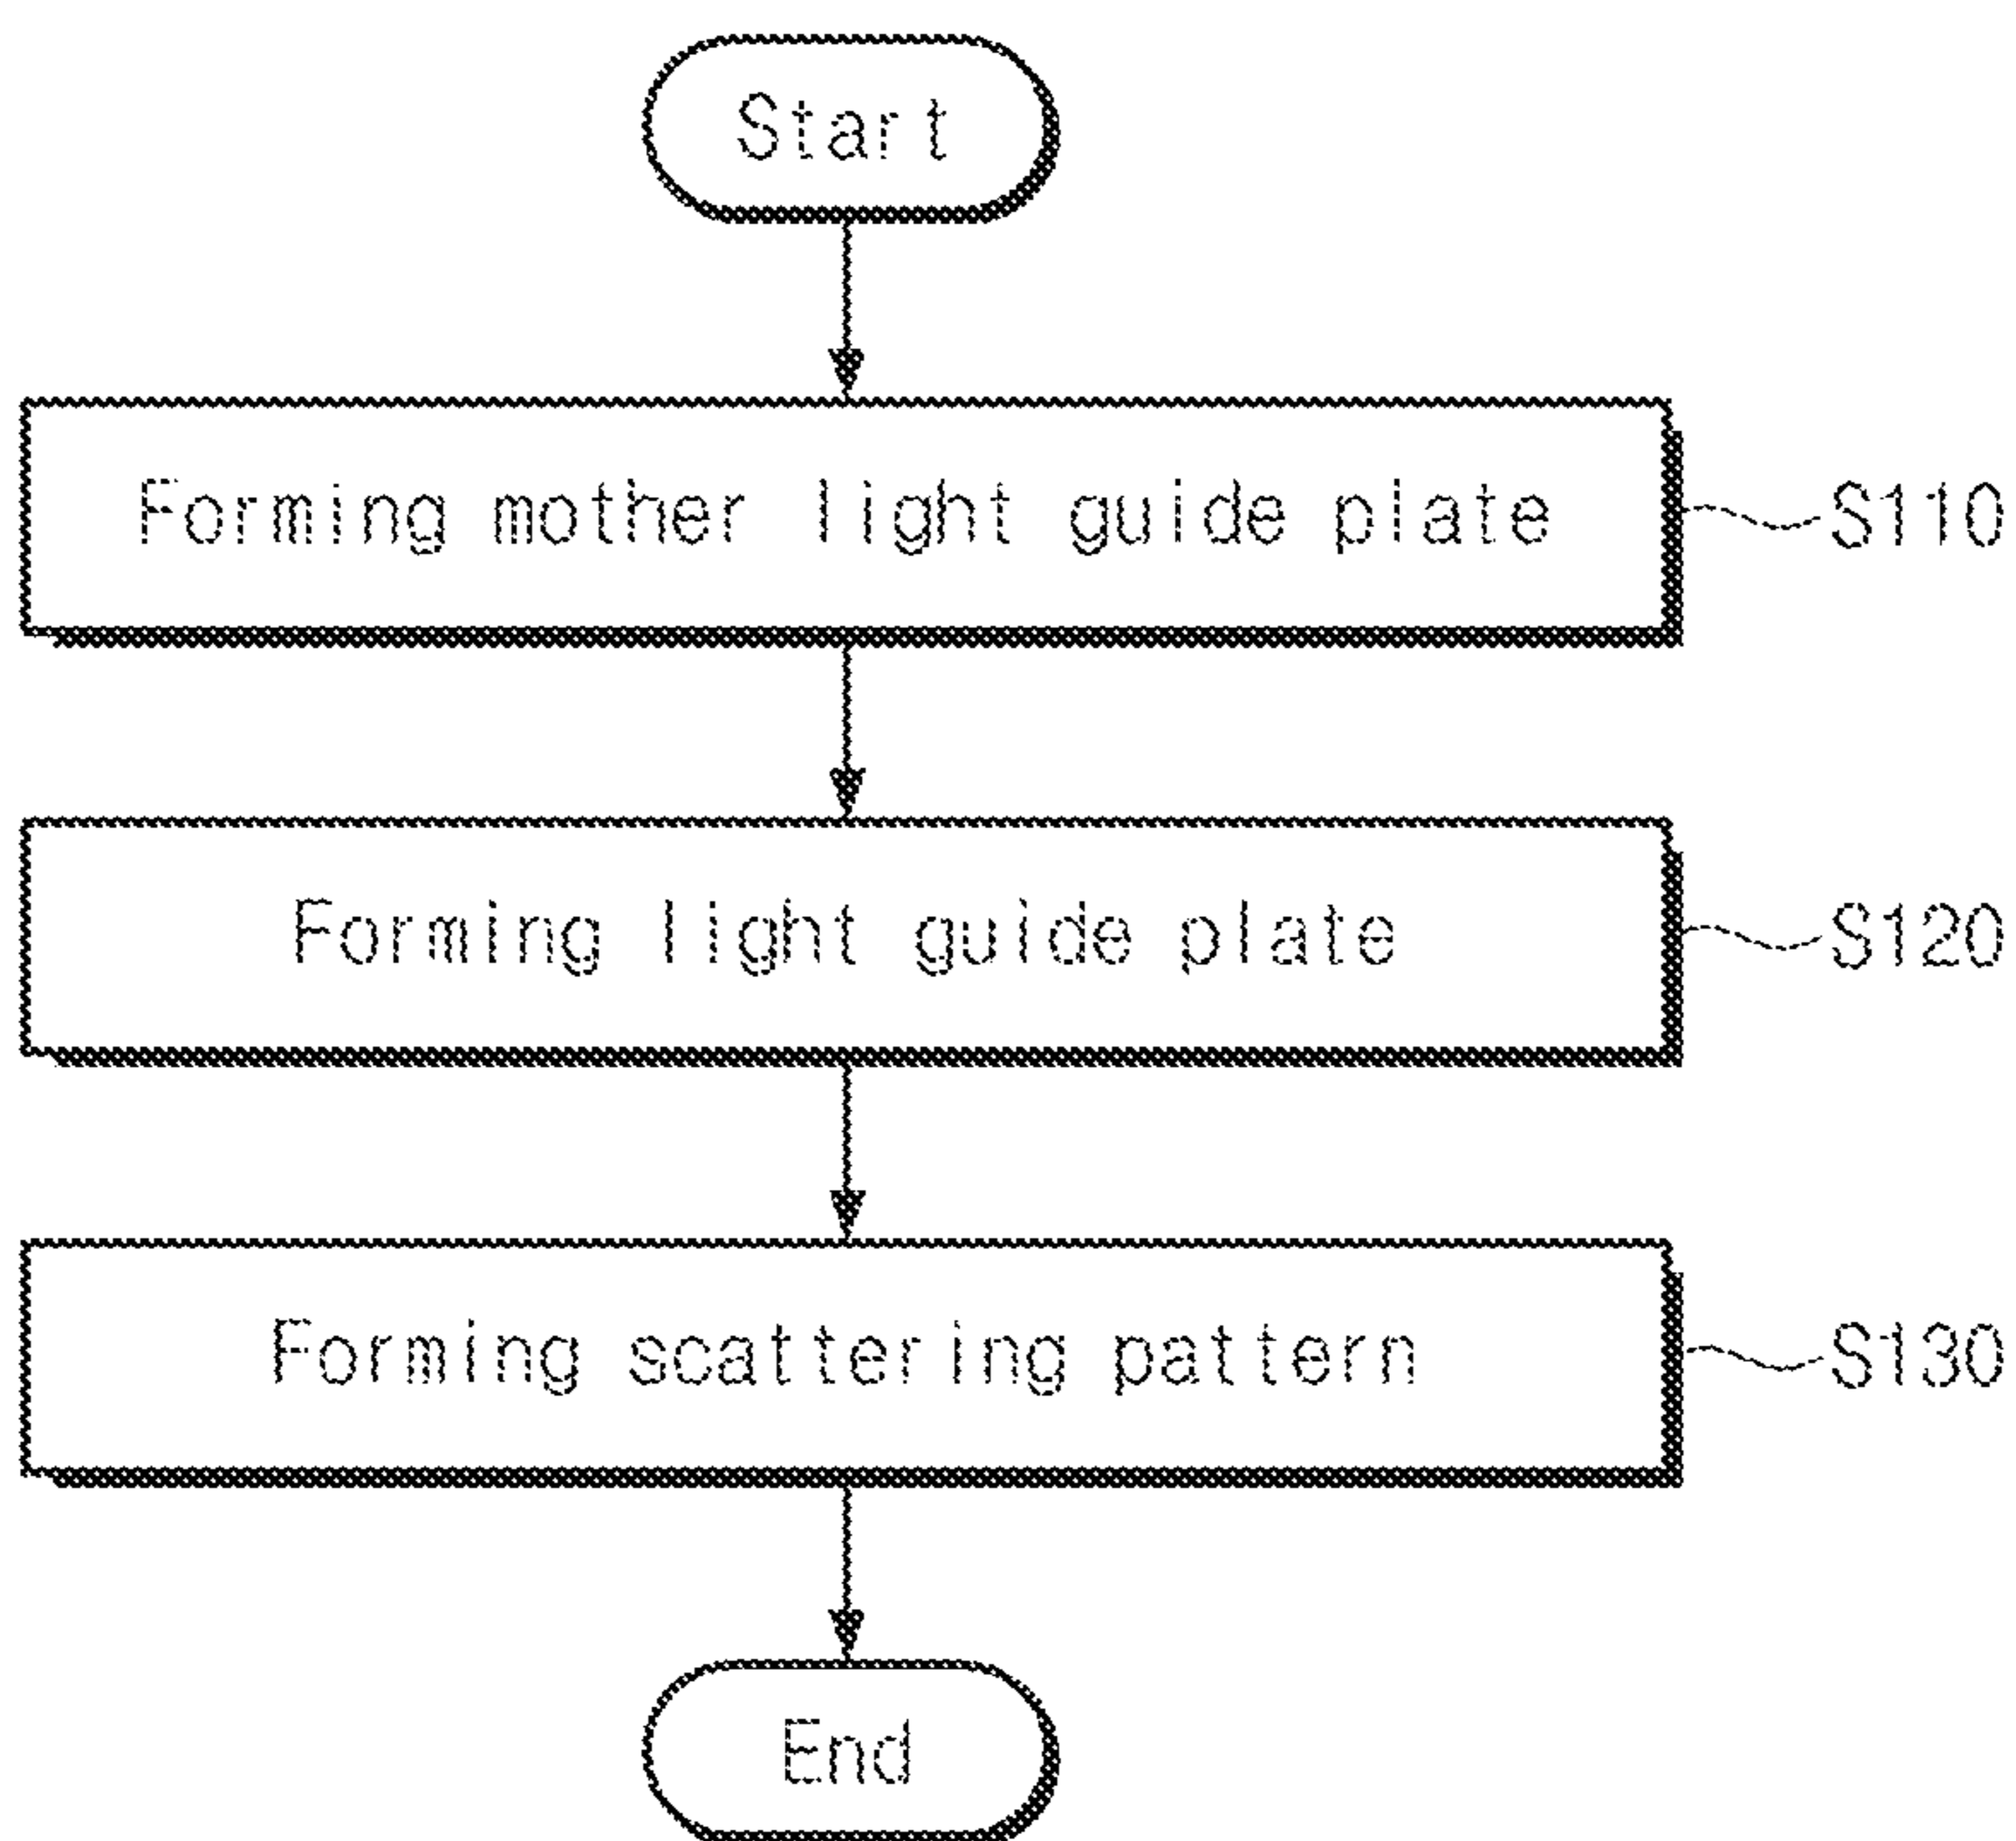 Start
Forming mother light guide plate
S110
Forming light guide plate
S120
Forming scattering pattern
S130
End